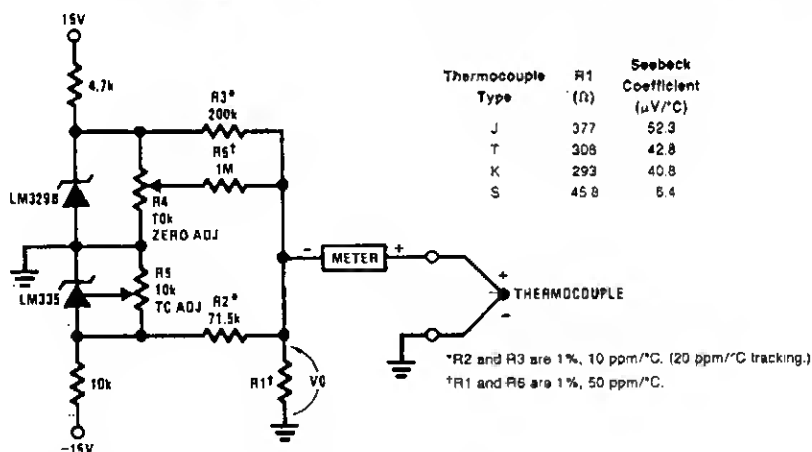 15V
4.7k
R3*
200k
R6†
1M
LM329B
R4
10k
ZERO ADJ
R5
10k
TC ADJ
LM335
R2*
71.5k
10k
-15V
R1†
V0
- METER +
+
THERMOCOUPLE
-
Thermocouple Type R1 (Ω) Seebeck Coefficient (µV/°C)
J 377 52.3
T 308 42.8
K 293 40.8
S 45.8 6.4
*R2 and R3 are 1%, 10 ppm/°C. (20 ppm/°C tracking.)
†R1 and R6 are 1%, 50 ppm/°C.